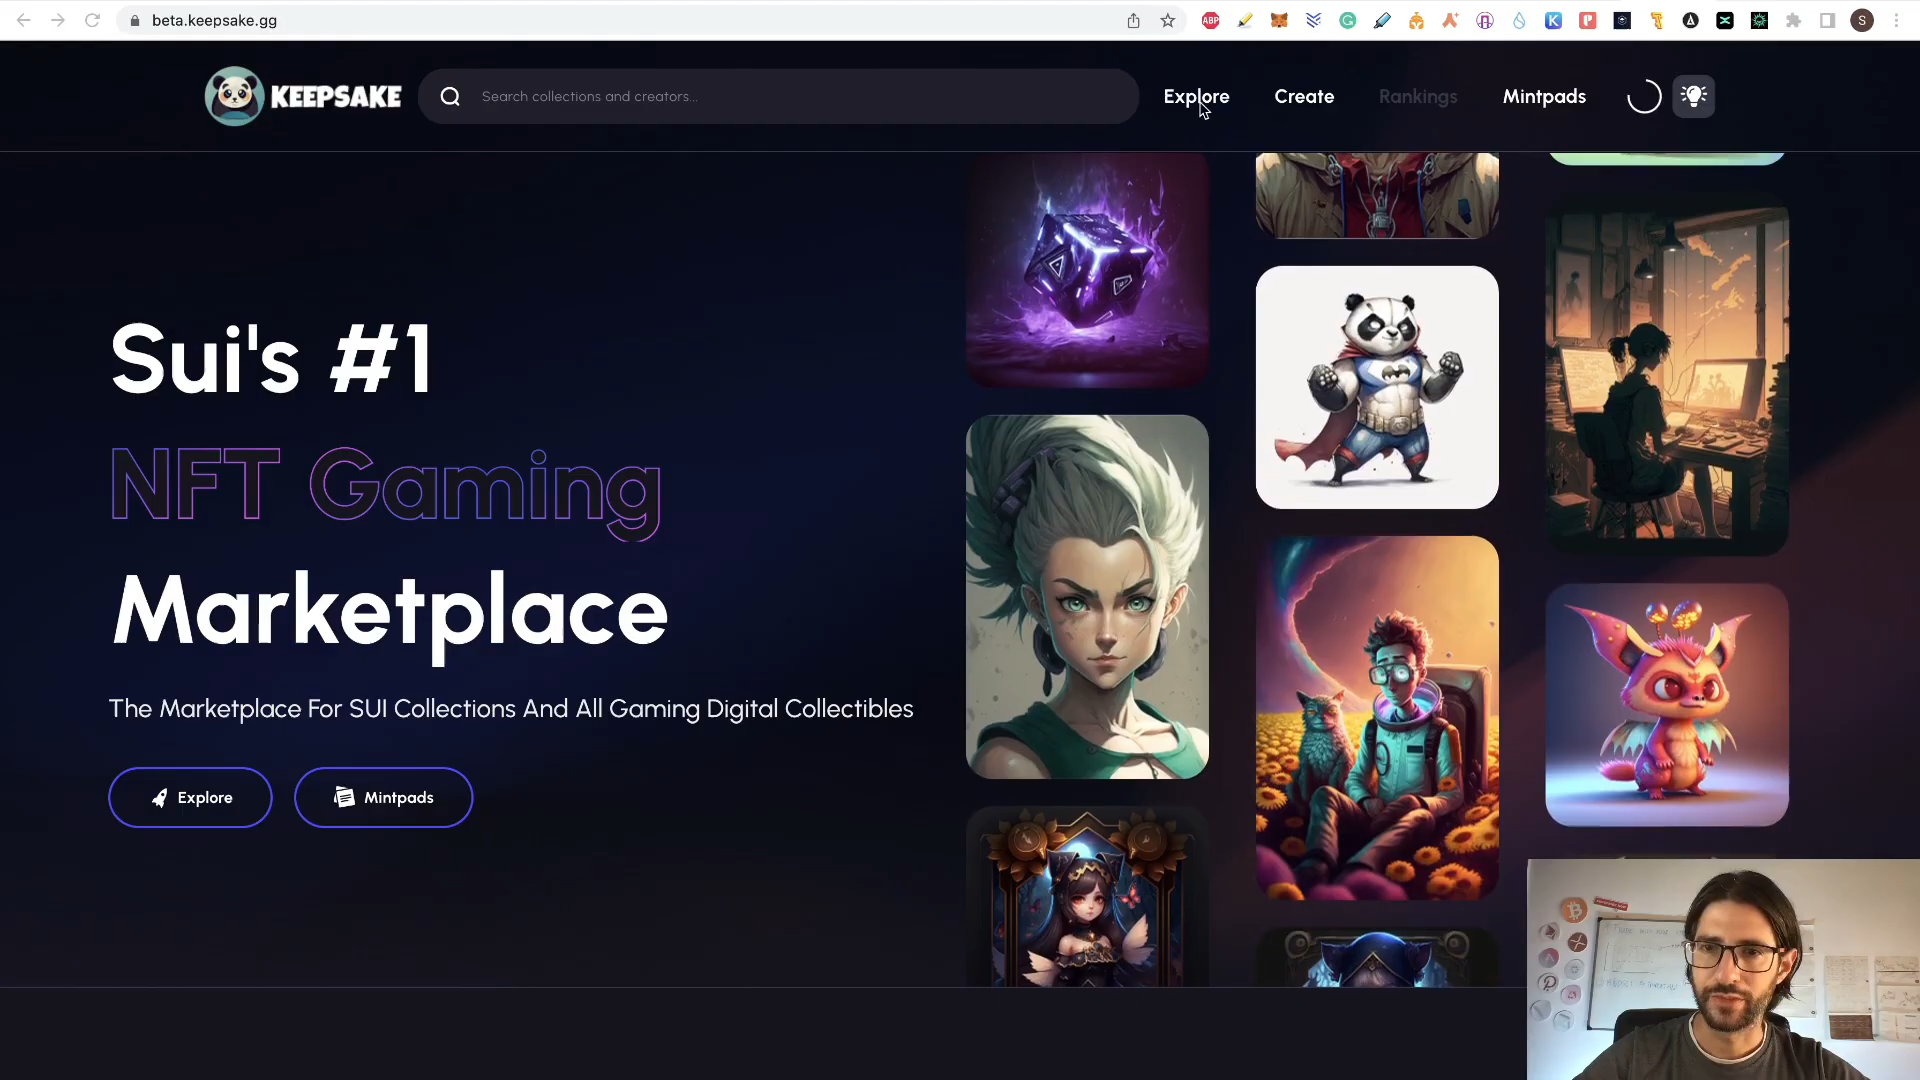 beta.keepsake.gg
ABP
KEEPSAKE
Search collections and creators...
Explore
Create
Rankings
Mintpads
Sui's #1
NFT Gaming
Marketplace
The Marketplace For SUI Collections And All Gaming Digital Collectibles
Explore
Mintpads